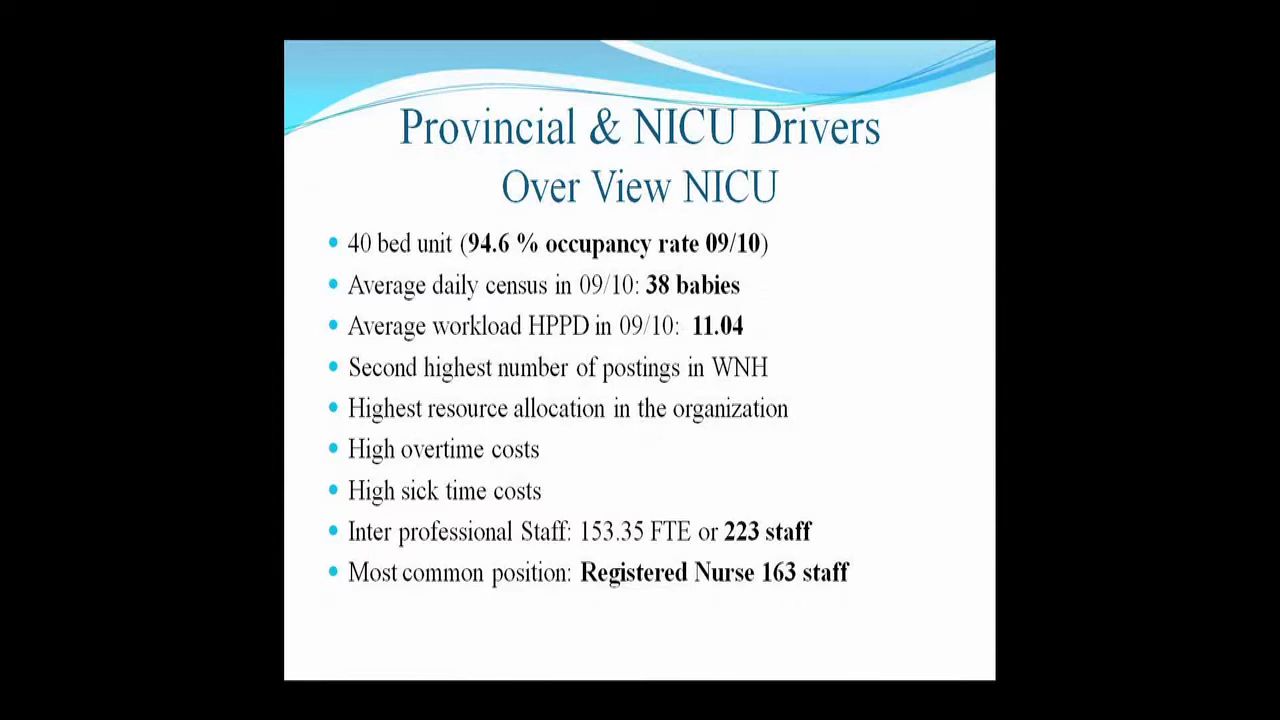 Provincial & NICU Drivers
Over View NICU
• 40 bed unit (94.6 % occupancy rate 09/10)
• Average daily census in 09/10: 38 babies
• Average workload HPPD in 09/10: 11.04
• Second highest number of postings in WNH
• Highest resource allocation in the organization
• High overtime costs
• High sick time costs
• Inter professional Staff: 153.35 FTE or 223 staff
• Most common position: Registered Nurse 163 staff